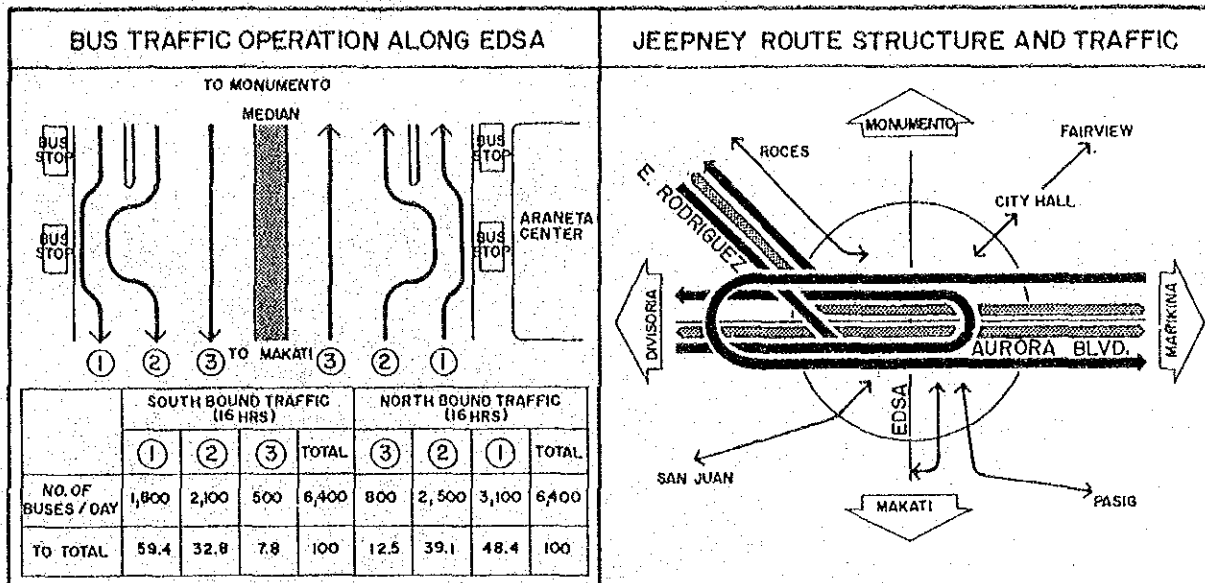 BUS TRAFFIC OPERATION ALONG EDSA
TO MONUMENTO
MEDIAN
BUS STOP
BUS STOP
BUS STOP
BUS STOP
ARANETA CENTER
① ② ③ TO MAKATI ③ ② ①
SOUTH BOUND TRAFFIC (16 HRS) NORTH BOUND TRAFFIC (16 HRS)
① ② ③ TOTAL ③ ② ① TOTAL
NO. OF BUSES / DAY 1,800 2,100 500 6,400 800 2,500 3,100 6,400
TO TOTAL 59.4 32.8 7.8 100 12.5 39.1 48.4 100
JEEPNEY ROUTE STRUCTURE AND TRAFFIC
MONUMENTO
ROCES
FAIRVIEW
CITY HALL
E. RODRIGUEZ
DIVISORIA
MARIKINA
AURORA BLVD.
EDSA
SAN JUAN
MAKATI
PASIG